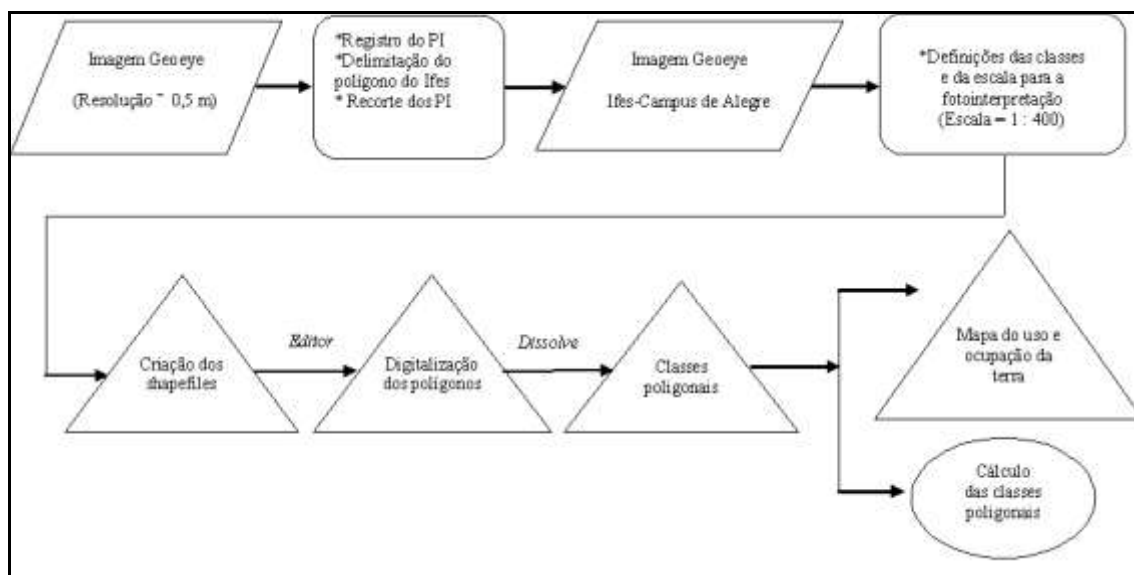 Imagem Geoeye
(Resolução ~ 0,5 m)
*Registro do PI
*Delimitação do
polígono do Ifes
* Recorte dos PI
Imagem Geoeye
Ifes-Campus de Alegre
*Definições das classes
e da escala para a
fotointerpretação
(Escala = 1 : 400)
Criação dos
shapefiles
Editor
Digitalização
dos polígonos
Dissolve
Classes
poligonais
Mapa do uso e
ocupação da
terra
Cálculo
das classes
poligonais